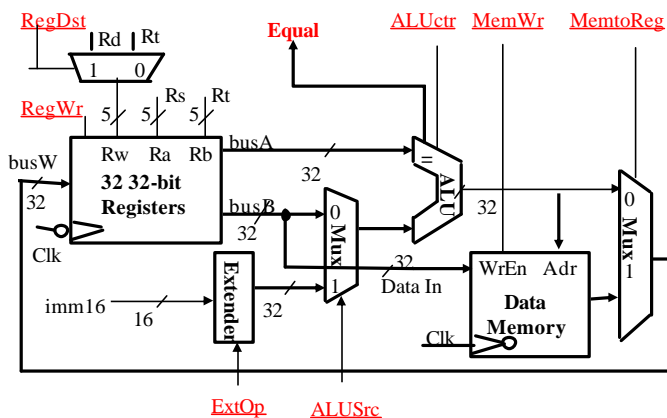 RegDst
Rd Rt
Equal
ALUctr
MemWr
MemtoReg
1 0
RegWr
5
5
5
Rs
Rt
busW
32
Rw Ra Rb
32 32-bit
Registers
Clk
busA
32
busB
32
=
ALU
32
0
Mux
1
0
Mux
1
imm16
16
Extender
32
32
Data In
WrEn Adr
Data
Memory
Clk
ExtOp
ALUSrc